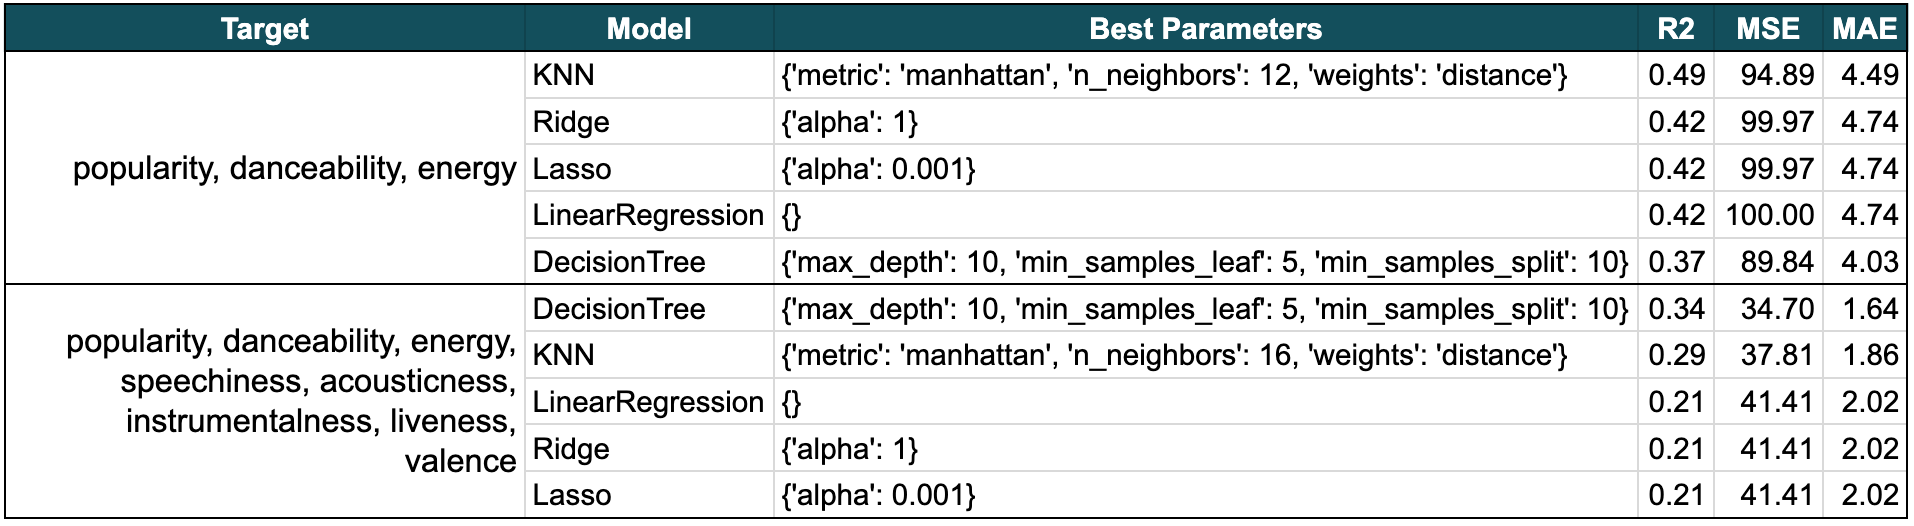 Target Model Best Parameters R2 MSE MAE
popularity, danceability, energy
KNN {'metric': 'manhattan', 'n_neighbors': 12, 'weights': 'distance'} 0.49 94.89 4.49
Ridge {'alpha': 1} 0.42 99.97 4.74
Lasso {'alpha': 0.001} 0.42 99.97 4.74
LinearRegression {} 0.42 100.00 4.74
DecisionTree {'max_depth': 10, 'min_samples_leaf': 5, 'min_samples_split': 10} 0.37 89.84 4.03
popularity, danceability, energy,
speechiness, acousticness,
instrumentalness, liveness,
valence
DecisionTree {'max_depth': 10, 'min_samples_leaf': 5, 'min_samples_split': 10} 0.34 34.70 1.64
KNN {'metric': 'manhattan', 'n_neighbors': 16, 'weights': 'distance'} 0.29 37.81 1.86
LinearRegression {} 0.21 41.41 2.02
Ridge {'alpha': 1} 0.21 41.41 2.02
Lasso {'alpha': 0.001} 0.21 41.41 2.02